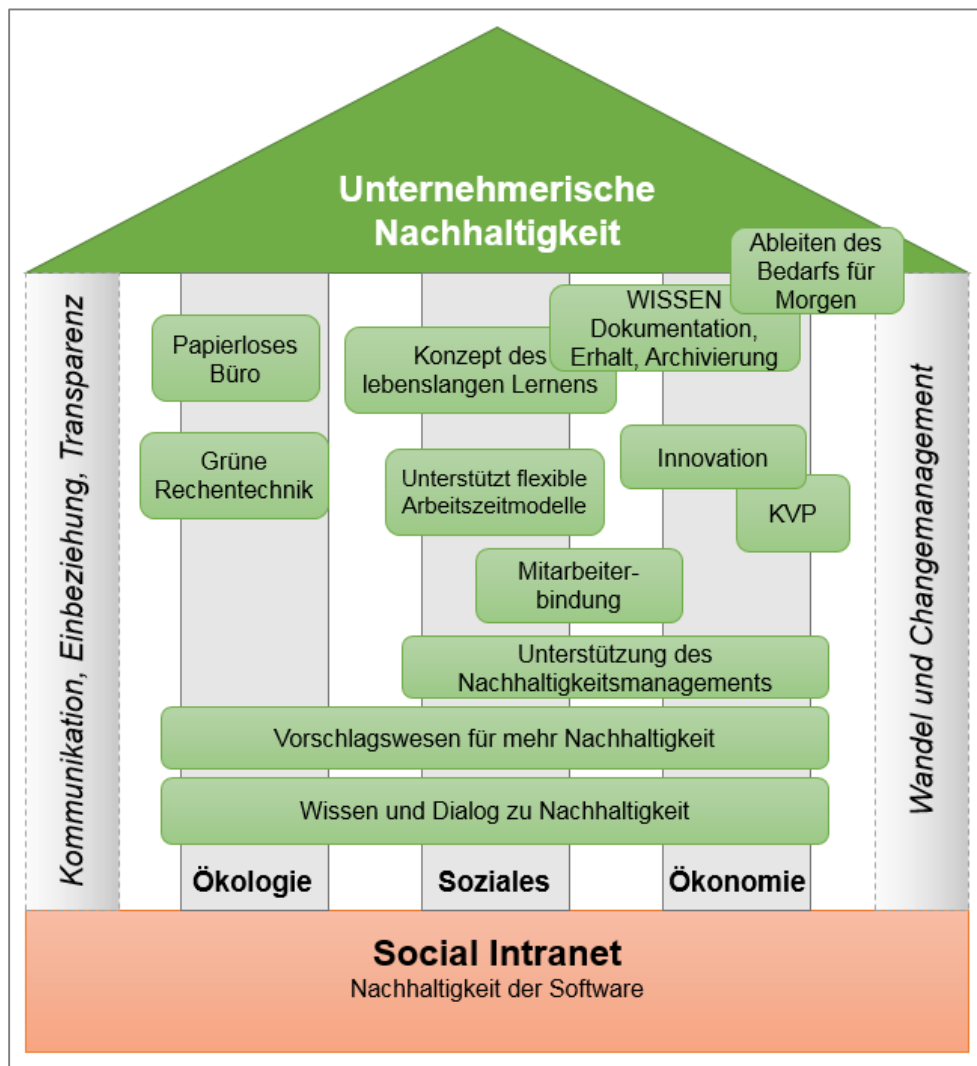 Unternehmerische
Nachhaltigkeit
Ableiten des
Bedarfs für
Morgen
WISSEN
Dokumentation,
Erhalt, Archivierung
Papierloses
Büro
Konzept des
lebenslangen Lernens
Grüne
Rechentechnik
Unterstützt flexible
Arbeitszeitmodelle
Innovation
KVP
Mitarbeiter-
bindung
Unterstützung des
Nachhaltigkeitsmanagements
Vorschlagswesen für mehr Nachhaltigkeit
Wissen und Dialog zu Nachhaltigkeit
Kommunikation, Einbeziehung, Transparenz
Wandel und Changemanagement
Ökologie
Soziales
Ökonomie
Social Intranet
Nachhaltigkeit der Software